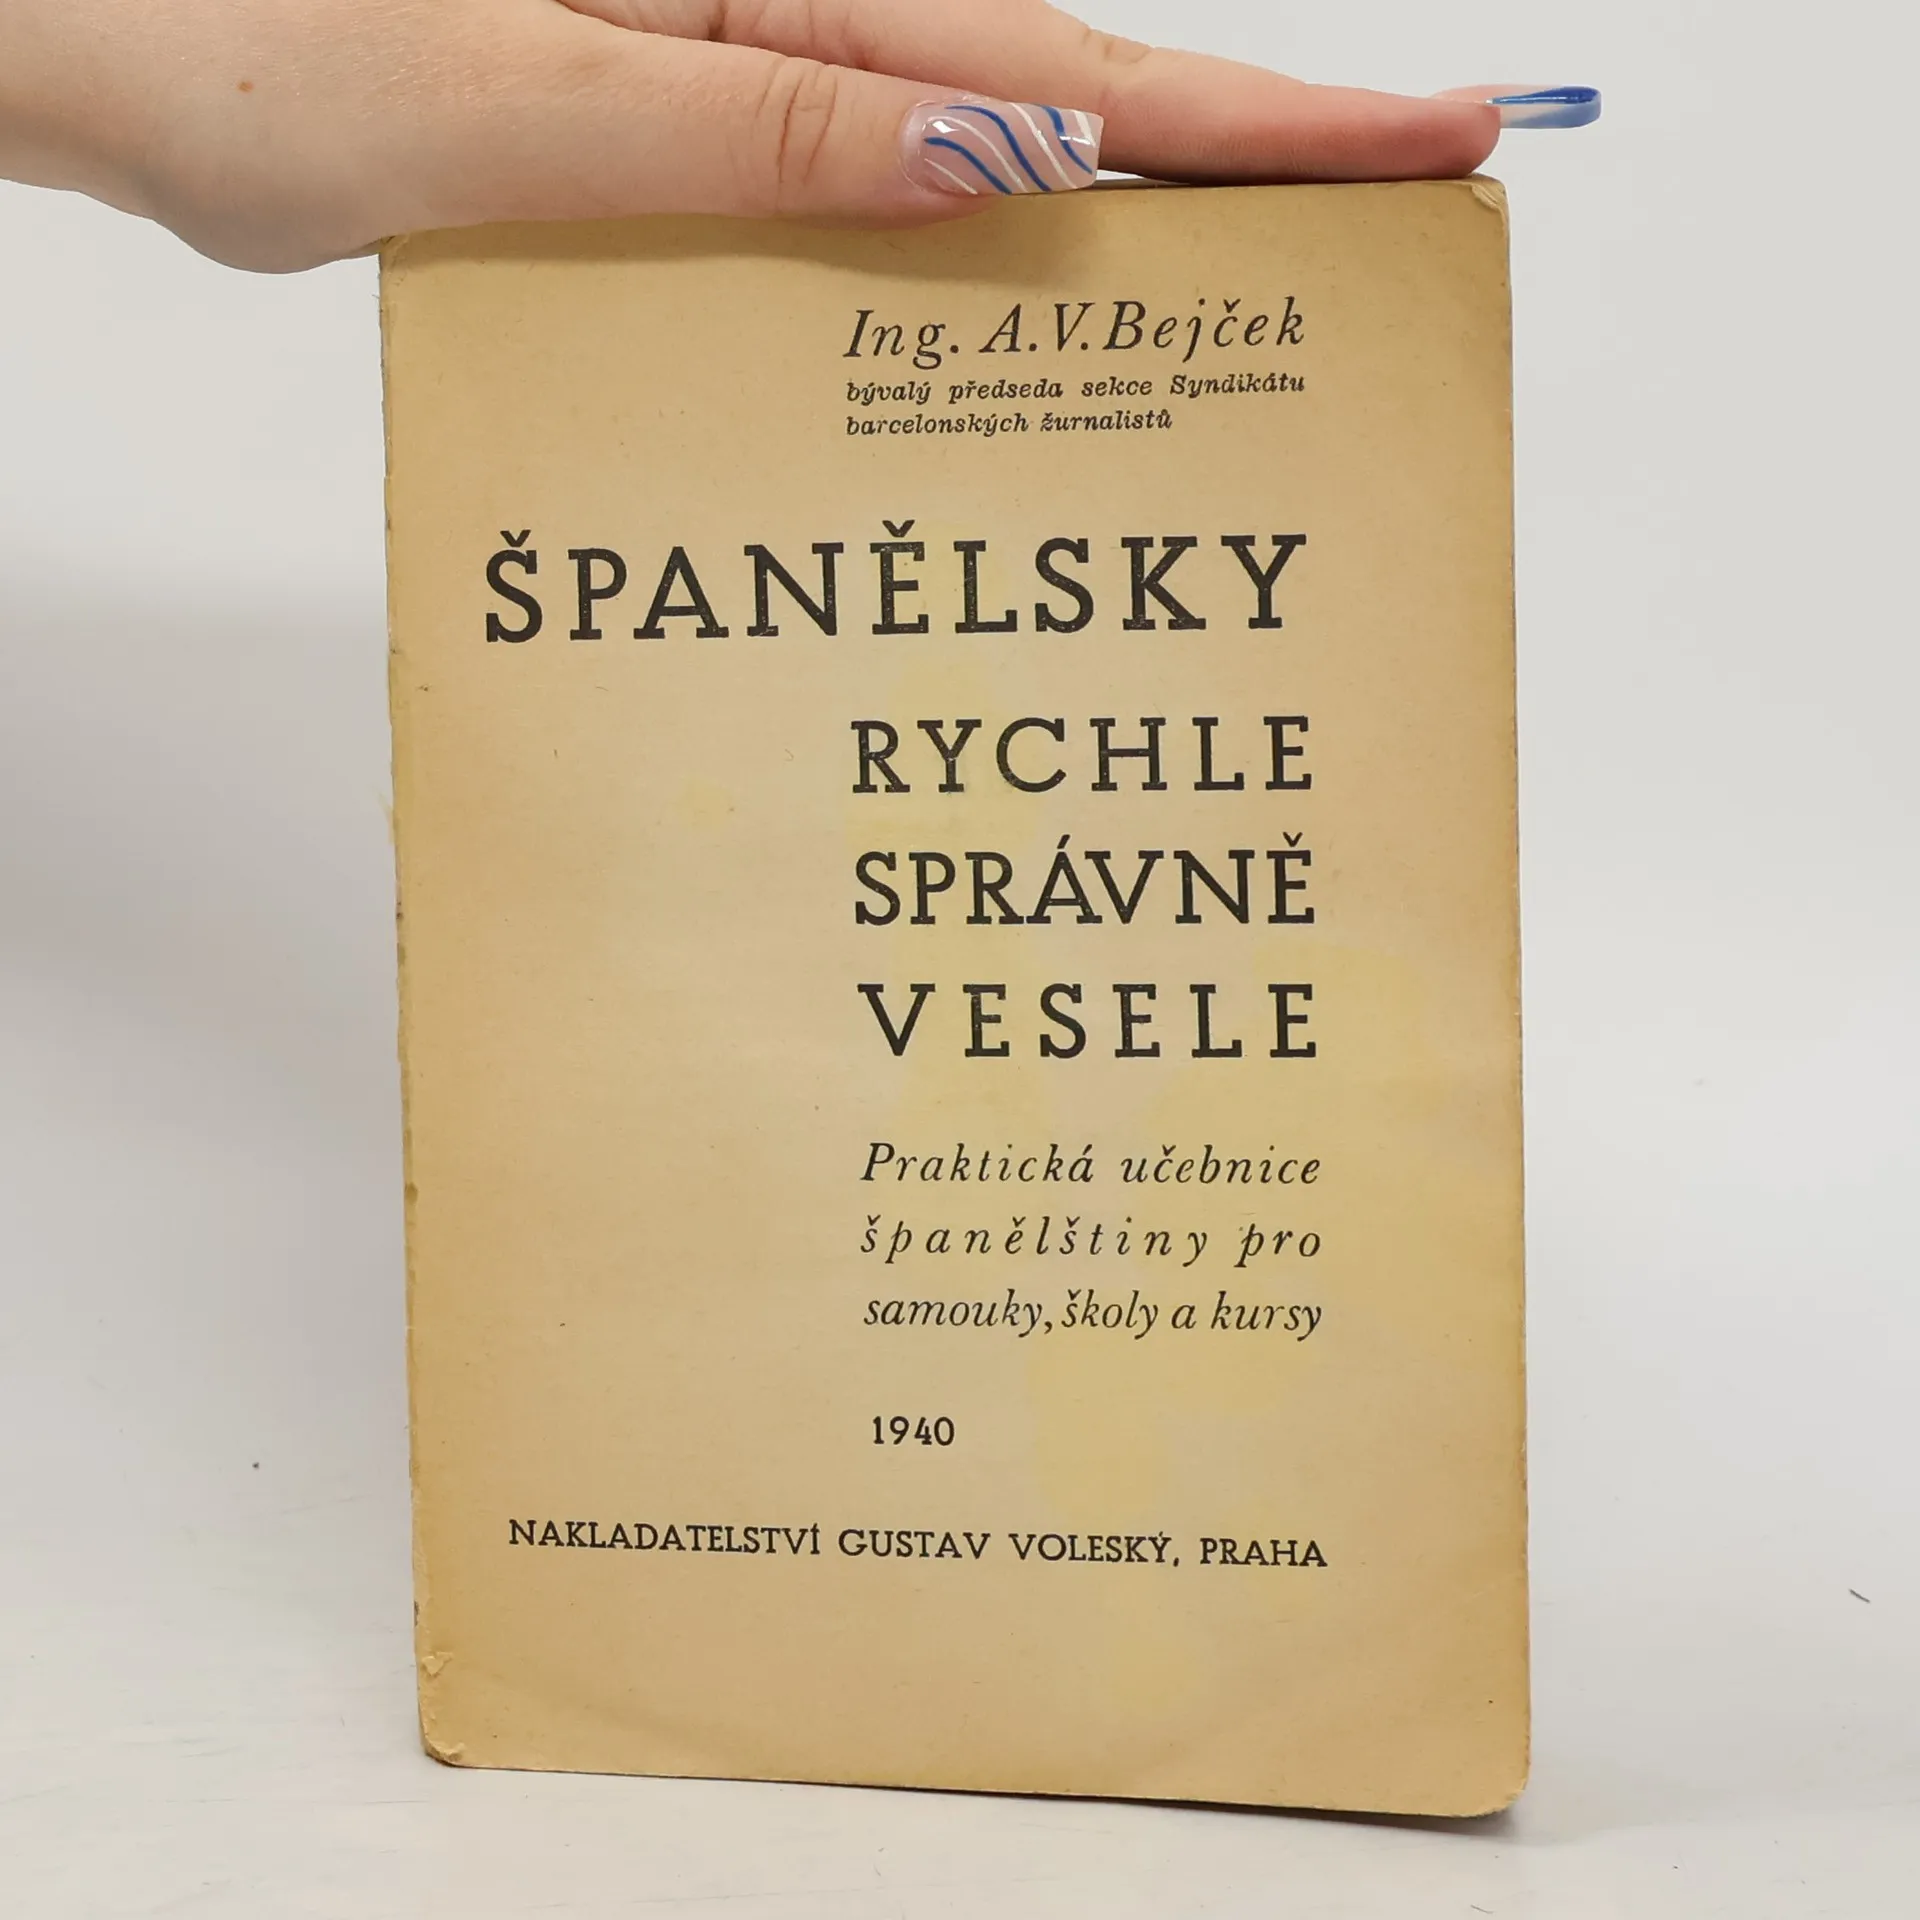 Ing. A. V. Bejček
bývalý předseda sekce Syndikátu
barcelonských žurnalistů
ŠPANĚLSKY
RYCHLE
SPRÁVNĚ
VESELE
Praktická učebnice
španělštiny pro
samouky, školy a kursy
1940
NAKLADATELSTVÍ GUSTAV VOLESKÝ, PRAHA